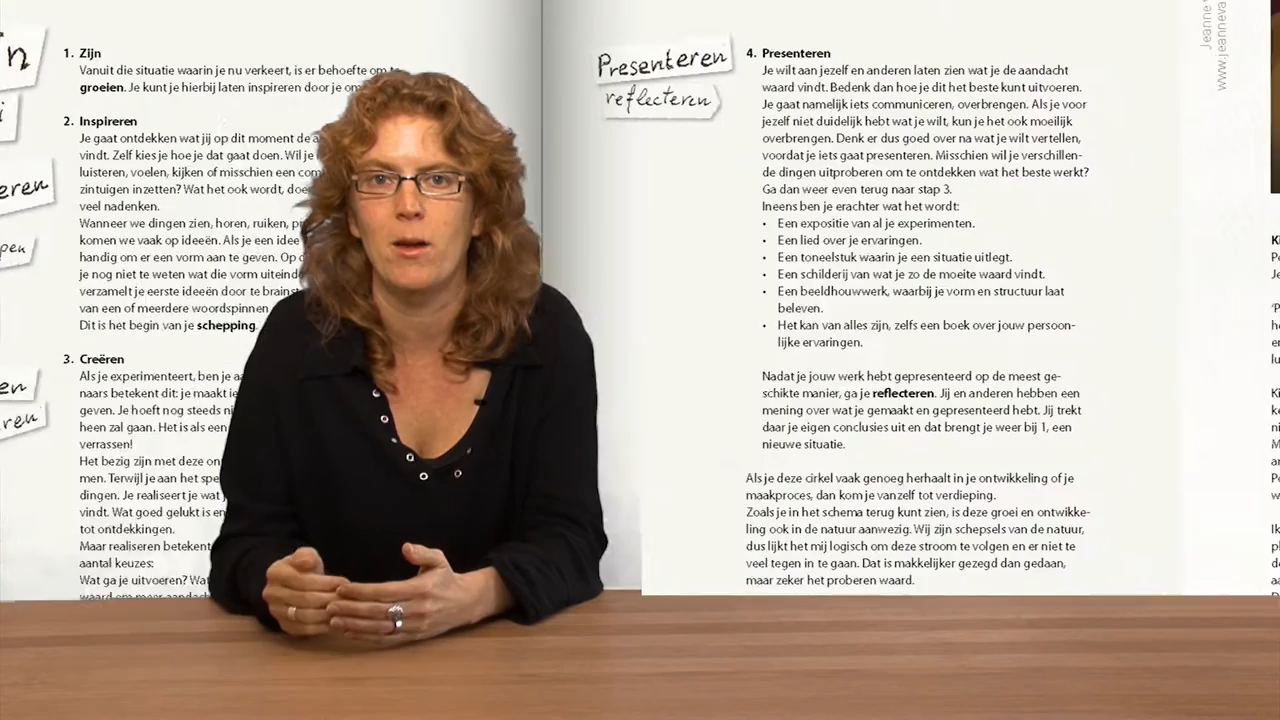 n
i
eren
pen
en
ren
1. Zijn
Vanuit die situatie waarin je nu verkeert, is er behoefte om te
groeien. Je kunt je hierbij laten inspireren door je om
2. Inspireren
Je gaat ontdekken wat jij op dit moment de a
vindt. Zelf kies je hoe je dat gaat doen. Wil je
luisteren, voelen, kijken of misschien een com
zintuigen inzetten? Wat het ook wordt, doe
veel nadenken.
Wanneer we dingen zien, horen, ruiken, pr
komen we vaak op ideeën. Als je een idee
handig om er een vorm aan te geven. Op d
je nog niet te weten wat die vorm uiteind
verzamelt je eerste ideeën door te brainst
van een of meerdere woordspinnen
Dit is het begin van je schepping.
3. Creëren
Als je experimenteert, ben je aa
naars betekent dit: je maakt ie
geven. Je hoeft nog steeds ni
heen zal gaan. Het is als een
verrassen!
Het bezig zijn met deze on
men. Terwijl je aan het spe
dingen. Je realiseert je wat
vindt. Wat goed gelukt is en
tot ontdekkingen.
Maar realiseren betekent
aantal keuzes:
Wat ga je uitvoeren? Wat
waard om meer aandach
Presenteren
reflecteren
4. Presenteren
Je wilt aan jezelf en anderen laten zien wat je de aandacht
waard vindt. Bedenk dan hoe je dit het beste kunt uitvoeren.
Je gaat namelijk iets communiceren, overbrengen. Als je voor
jezelf niet duidelijk hebt wat je wilt, kun je het ook moeilijk
overbrengen. Denk er dus goed over na wat je wilt vertellen,
voordat je iets gaat presenteren. Misschien wil je verschillen-
de dingen uitproberen om te ontdekken wat het beste werkt?
Ga dan weer even terug naar stap 3.
Ineens ben je erachter wat het wordt:
• Een expositie van al je experimenten.
• Een lied over je ervaringen.
• Een toneelstuk waarin je een situatie uitlegt.
• Een schilderij van wat je zo de moeite waard vindt.
• Een beeldhouwwerk, waarbij je vorm en structuur laat
beleven.
• Het kan van alles zijn, zelfs een boek over jouw persoon-
lijke ervaringen.
Nadat je jouw werk hebt gepresenteerd op de meest ge-
schikte manier, ga je reflecteren. Jij en anderen hebben een
mening over wat je gemaakt en gepresenteerd hebt. Jij trekt
daar je eigen conclusies uit en dat brengt je weer bij 1, een
nieuwe situatie.
Als je deze cirkel vaak genoeg herhaalt in je ontwikkeling of je
maakproces, dan kom je vanzelf tot verdieping.
Zoals je in het schema terug kunt zien, is deze groei en ontwikke-
ling ook in de natuur aanwezig. Wij zijn schepsels van de natuur,
dus lijkt het mij logisch om deze stroom te volgen en er niet te
veel tegen in te gaan. Dat is makkelijker gezegd dan gedaan,
maar zeker het proberen waard.
Jeanne
www.jeanneva